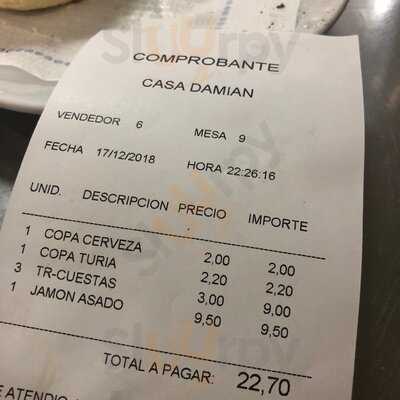 COMPROBANTE
CASA DAMIAN
VENDEDOR 6 MESA 9
FECHA 17/12/2018 HORA 22:26:16
UNID. DESCRIPCION PRECIO IMPORTE
1 COPA CERVEZA 2,00 2,00
1 COPA TURIA 2,20 2,20
3 TR-CUESTAS 3,00 9,00
1 JAMON ASADO 9,50 9,50
TOTAL A PAGAR: 22,70
E ATENDIO